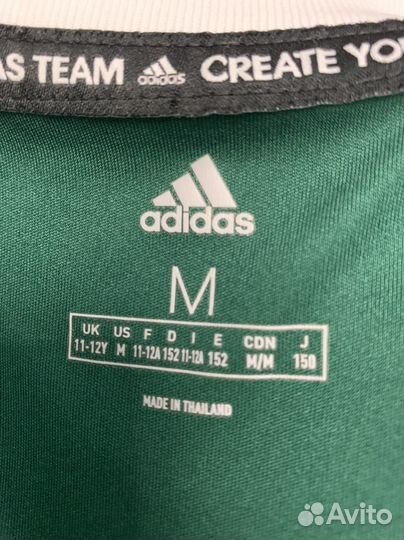 AS TEAM adidas CREATE YO
adidas
M
UK US F D I E CDN J
11-12Y M 11-12A 152 11-12A 152 M/M 150
MADE IN THAILAND
Avito